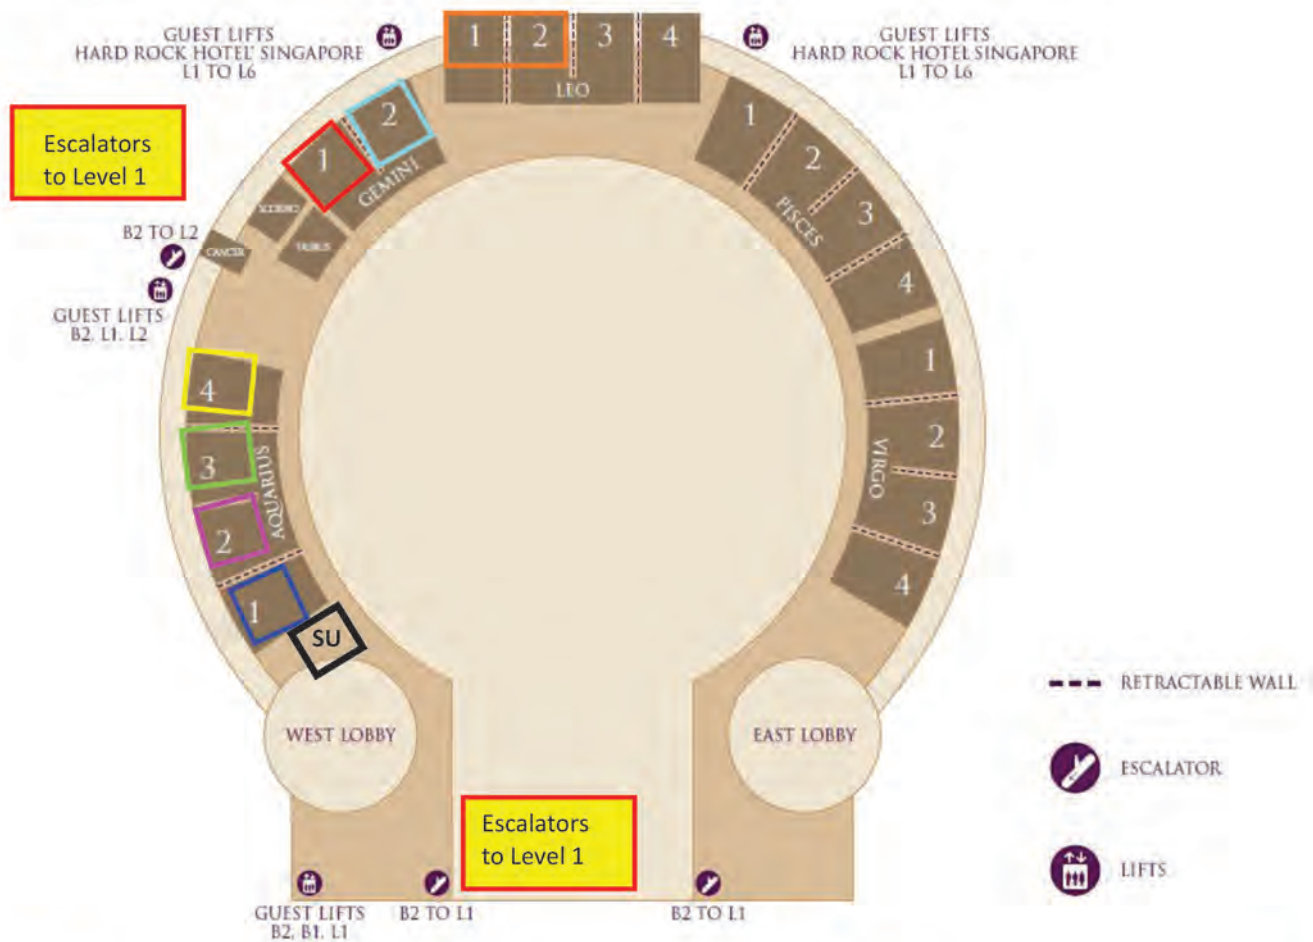 GUEST LIFTS
HARD ROCK HOTEL SINGAPORE
L1 TO L6
1 2 3 4
LEO
GUEST LIFTS
HARD ROCK HOTEL SINGAPORE
L1 TO L6
Escalators
to Level 1
2
1
GEMINI
SCORPIO
TAURUS
CANCER
B2 TO L2
GUEST LIFTS
B2, L1, L2
1
2
3
4
PISCES
4
3
2
1
AQUARIUS
SU
1
2
3
4
VIRGO
WEST LOBBY
EAST LOBBY
Escalators
to Level 1
GUEST LIFTS
B2, B1, L1
B2 TO L1
B2 TO L1
RETRACTABLE WALL
ESCALATOR
LIFTS